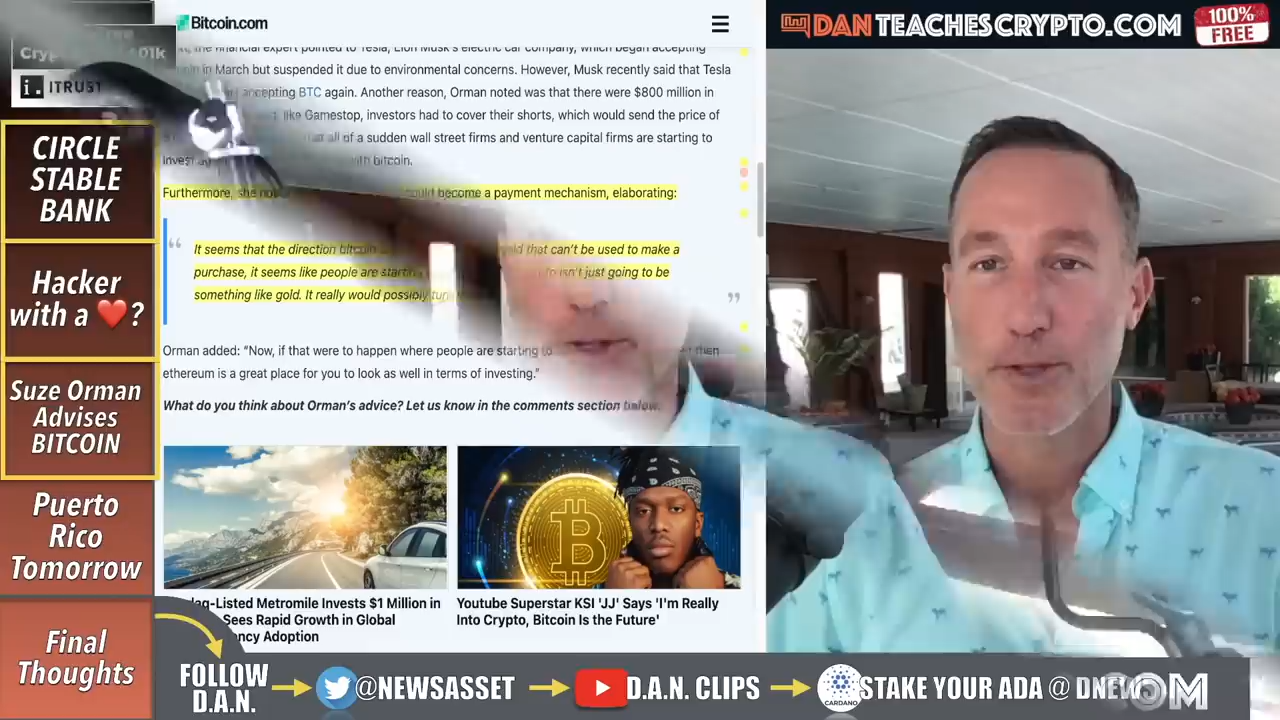 Bitcoin.com
DAN TEACHESCRYPTO.COM
100%
FREE
ITRUST
CIRCLE
STABLE
BANK
Hacker
with a ❤️?
Suze Orman
Advises
BITCOIN
Puerto
Rico
Tomorrow
Final
Thoughts
the financial expert pointed to Tesla, Elon Musk's electric car company, which began accepting
in March but suspended it due to environmental concerns. However, Musk recently said that Tesla
accepting BTC again. Another reason, Orman noted was that there were $800 million in
like Gamestop, investors had to cover their shorts, which would send the price of
all of a sudden wall street firms and venture capital firms are starting to
invest with bitcoin.
Furthermore, she could become a payment mechanism, elaborating:
“ It seems that the direction bitcoin that can't be used to make a
purchase, it seems like people are starting isn't just going to be
something like gold. It really would possibly ”
Orman added: “Now, if that were to happen where people are starting to then
ethereum is a great place for you to look as well in terms of investing.”
What do you think about Orman's advice? Let us know in the comments section below.
-Listed Metromile Invests $1 Million in
Sees Rapid Growth in Global
Adoption
Youtube Superstar KSI 'JJ' Says 'I'm Really
Into Crypto, Bitcoin Is the Future'
FOLLOW
D.A.N.
@NEWSASSET
D.A.N. CLIPS
CARDANO
STAKE YOUR ADA @ DNEWS